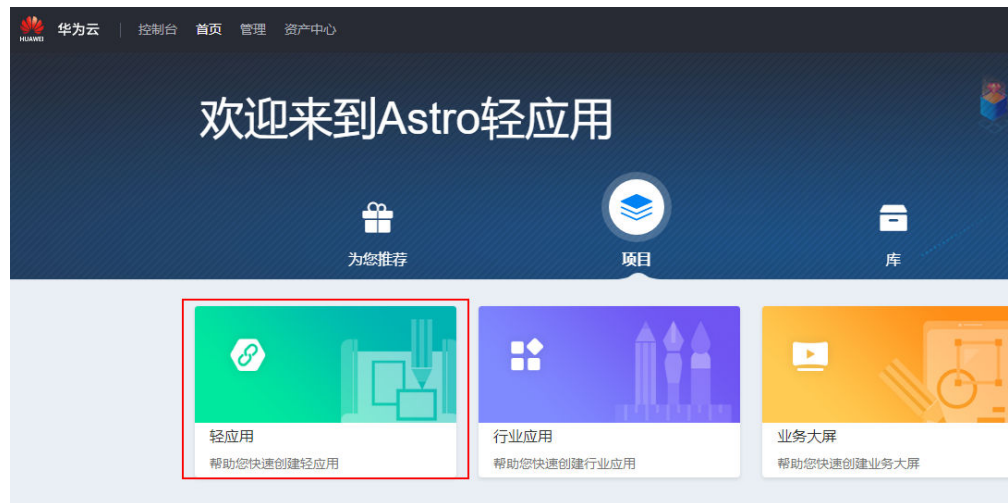 HUAWEI 华为云 控制台 首页 管理 资产中心
欢迎来到Astro轻应用
为您推荐 项目 库
轻应用 行业应用 业务大屏
帮助您快速创建轻应用 帮助您快速创建行业应用 帮助您快速创建业务大屏